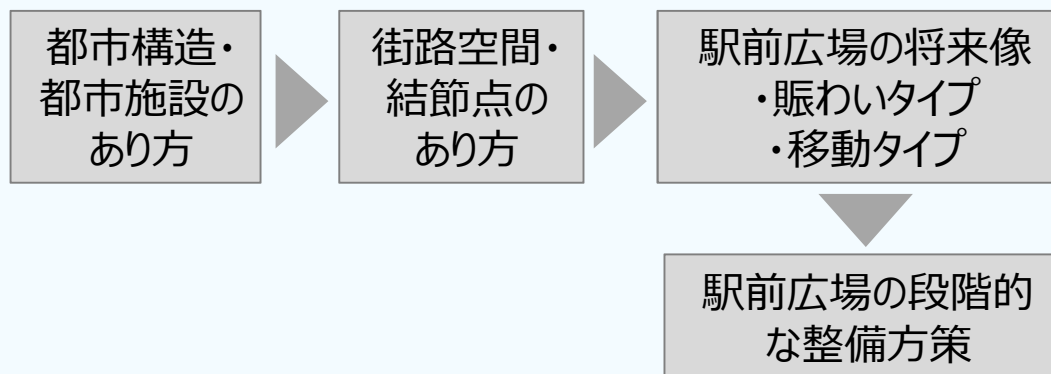 都市構造・
都市施設の
あり方
街路空間・
結節点の
あり方
駅前広場の将来像
・賑わいタイプ
・移動タイプ
駅前広場の段階的
な整備方策